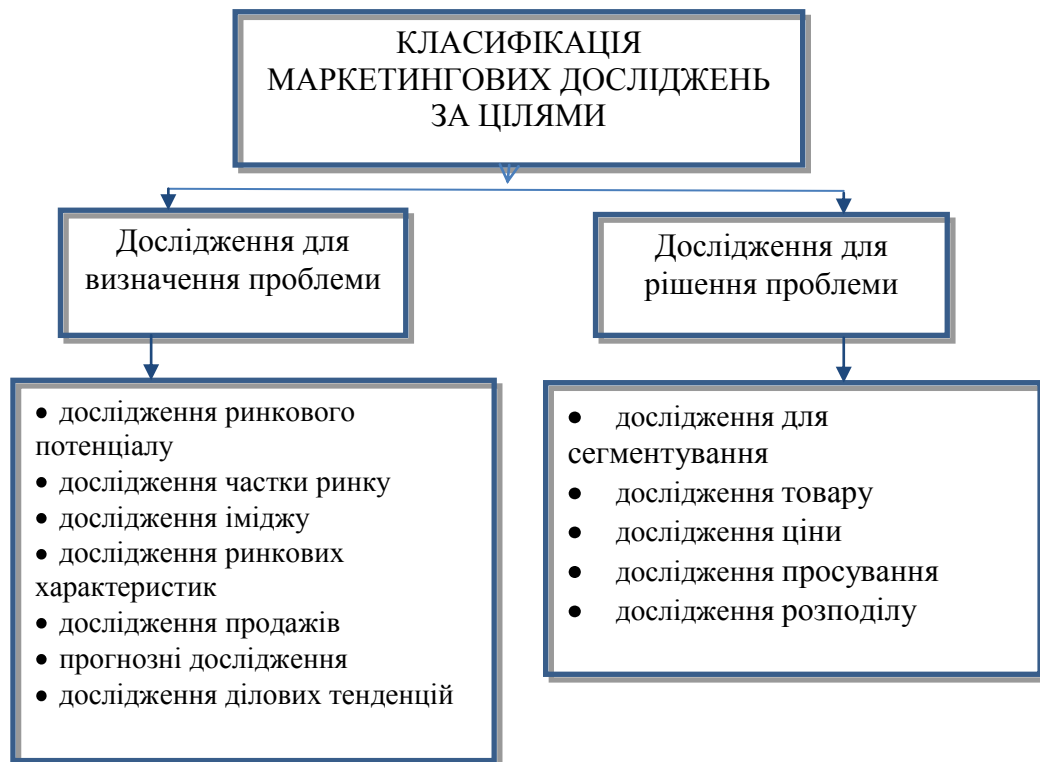 КЛАСИФІКАЦІЯ
МАРКЕТИНГОВИХ ДОСЛІДЖЕНЬ
ЗА ЦІЛЯМИ
Дослідження для
визначення проблеми
Дослідження для
рішення проблеми
• дослідження ринкового
потенціалу
• дослідження частки ринку
• дослідження іміджу
• дослідження ринкових
характеристик
• дослідження продажів
• прогнозні дослідження
• дослідження ділових тенденцій
• дослідження для
сегментування
• дослідження товару
• дослідження ціни
• дослідження просування
• дослідження розподілу